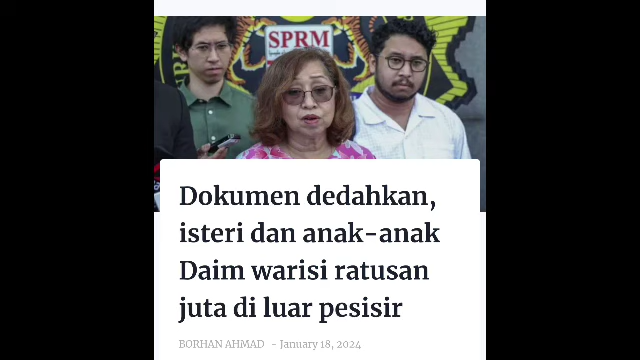 SPRM
Dokumen dedahkan,
isteri dan anak-anak
Daim warisi ratusan
juta di luar pesisir
BORHAN AHMAD - January 18, 2024